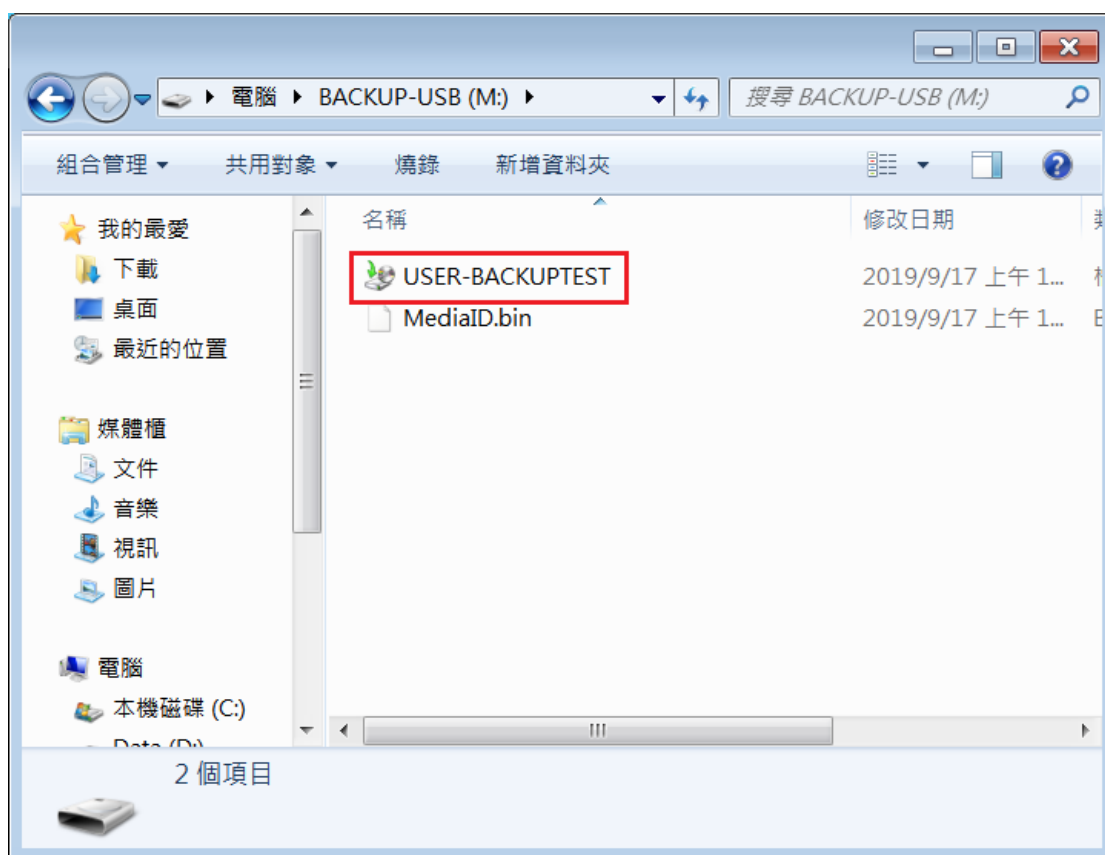 電腦 BACKUP-USB (M:)
搜尋 BACKUP-USB (M:)
組合管理 共用對象 燒錄 新增資料夾
我的最愛
下載
桌面
最近的位置
媒體櫃
文件
音樂
視訊
圖片
電腦
本機磁碟 (C:)
Data (D:)
名稱 修改日期
USER-BACKUPTEST 2019/9/17 上午 1...
MediaID.bin 2019/9/17 上午 1...
2 個項目